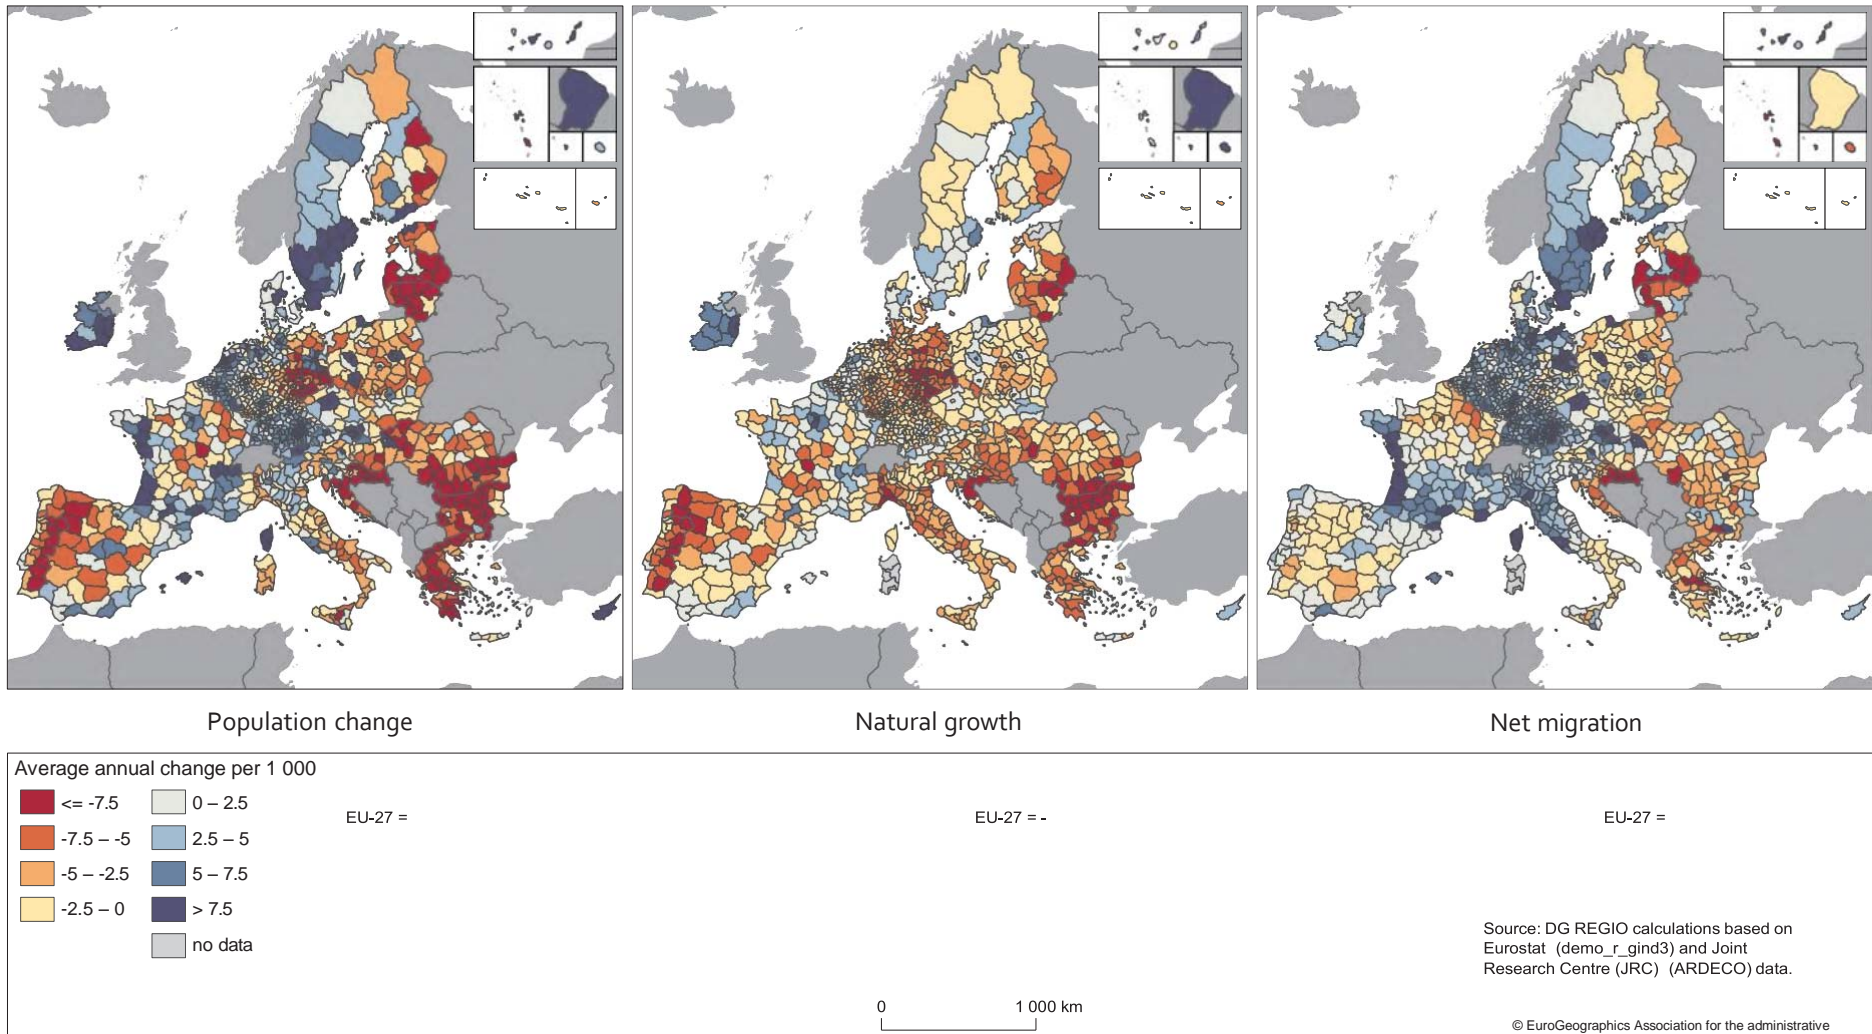 Population change
Natural growth
Net migration
Average annual change per 1 000
<= -7.5
-7.5 – -5
-5 – -2.5
-2.5 – 0
0 – 2.5
2.5 – 5
5 – 7.5
> 7.5
no data
EU-27 =
EU-27 = -
EU-27 =
Source: DG REGIO calculations based on
Eurostat (demo_r_gind3) and Joint
Research Centre (JRC) (ARDECO) data.
0 1 000 km
© EuroGeographics Association for the administrative